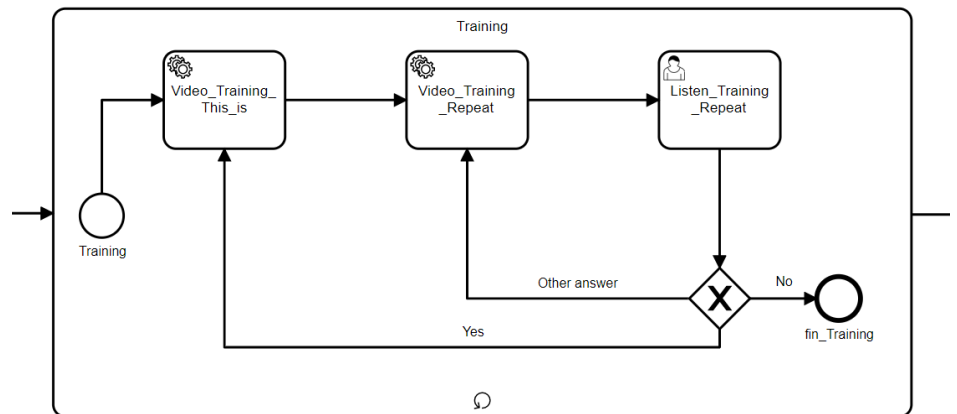 Training
Video_Training_
This_is
Video_Training
_Repeat
Listen_Training
_Repeat
Training
Other answer
No
Yes
fin_Training